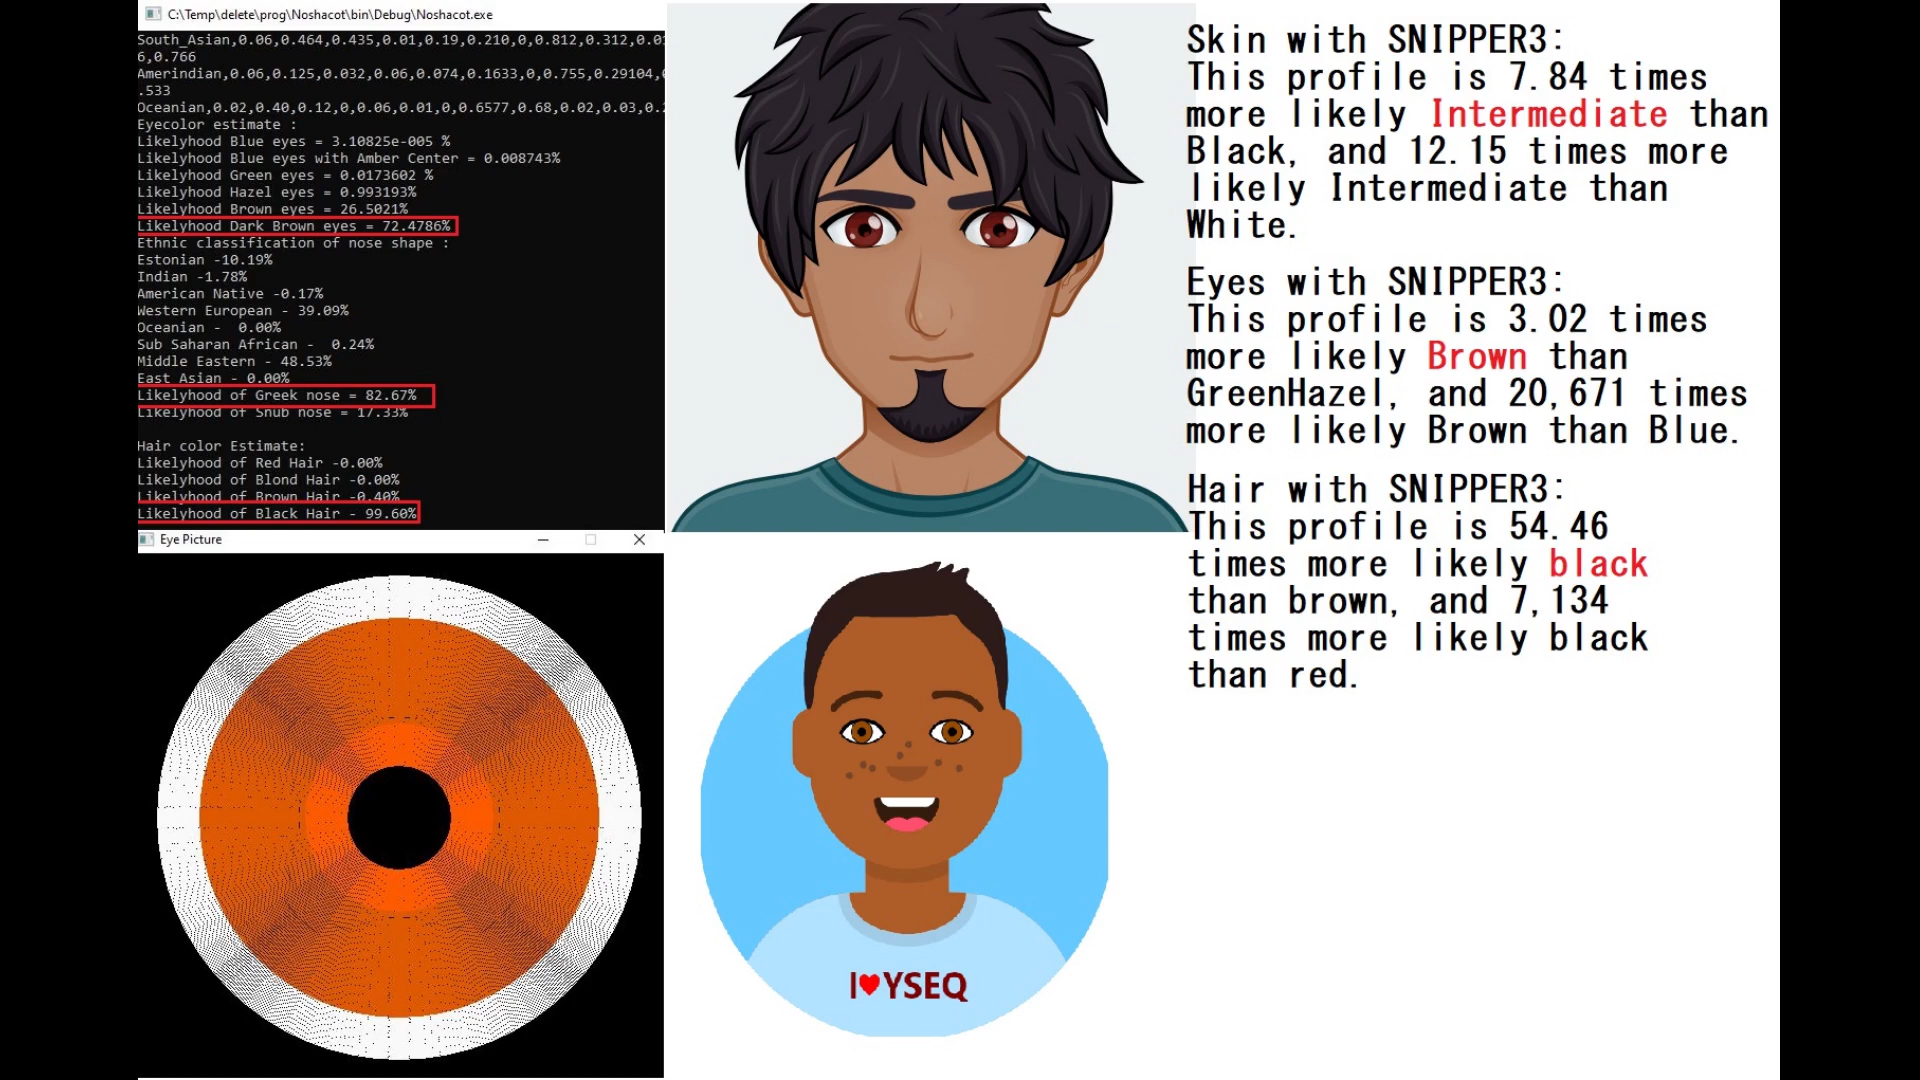 C:\Temp\delete\prog\Noshacot\bin\Debug\Noshacot.exe
South_Asian,0.06,0.464,0.435,0.01,0.19,0.210,0,0.812,0.312,0.0
6,0.766
Amerindian,0.06,0.125,0.032,0.06,0.074,0.1633,0,0.755,0.29104,
.533
Oceanian,0.02,0.40,0.12,0,0.06,0.01,0,0.6577,0.68,0.02,0.03,0.
Eyecolor estimate :
Likelyhood Blue eyes = 3.10825e-005 %
Likelyhood Blue eyes with Amber Center = 0.008743%
Likelyhood Green eyes = 0.0173602 %
Likelyhood Hazel eyes = 0.993193%
Likelyhood Brown eyes = 26.5021%
Likelyhood Dark Brown eyes = 72.4786%
Ethnic classification of nose shape :
Estonian -10.19%
Indian -1.78%
American Native -0.17%
Western European - 39.09%
Oceanian -  0.00%
Sub Saharan African -  0.24%
Middle Eastern - 48.53%
East Asian - 0.00%
Likelyhood of Greek nose = 82.67%
Likelyhood of Snub nose = 17.33%
Hair color Estimate:
Likelyhood of Red Hair -0.00%
Likelyhood of Blond Hair -0.00%
Likelyhood of Brown Hair -0.40%
Likelyhood of Black Hair - 99.60%
Eye Picture
I❤YSEQ
Skin with SNIPPER3:
This profile is 7.84 times
more likely Intermediate than
Black, and 12.15 times more
likely Intermediate than
White.
Eyes with SNIPPER3:
This profile is 3.02 times
more likely Brown than
GreenHazel, and 20,671 times
more likely Brown than Blue.
Hair with SNIPPER3:
This profile is 54.46
times more likely black
than brown, and 7,134
times more likely black
than red.